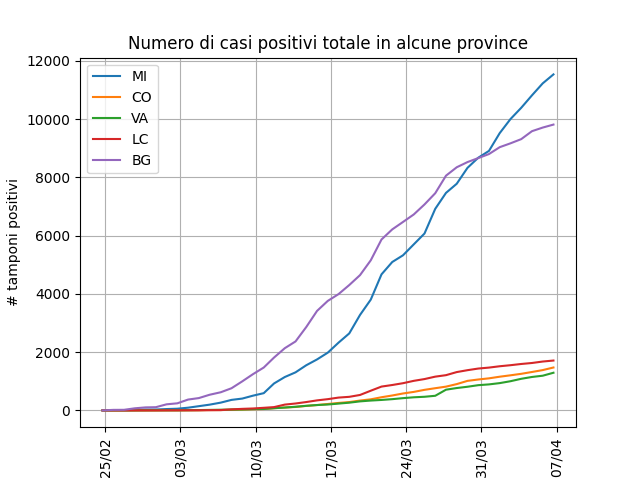 Numero di casi positivi totale in alcune province
# tamponi positivi
12000
10000
8000
6000
4000
2000
0
MI
CO
VA
LC
BG
25/02
03/03
10/03
17/03
24/03
31/03
07/04